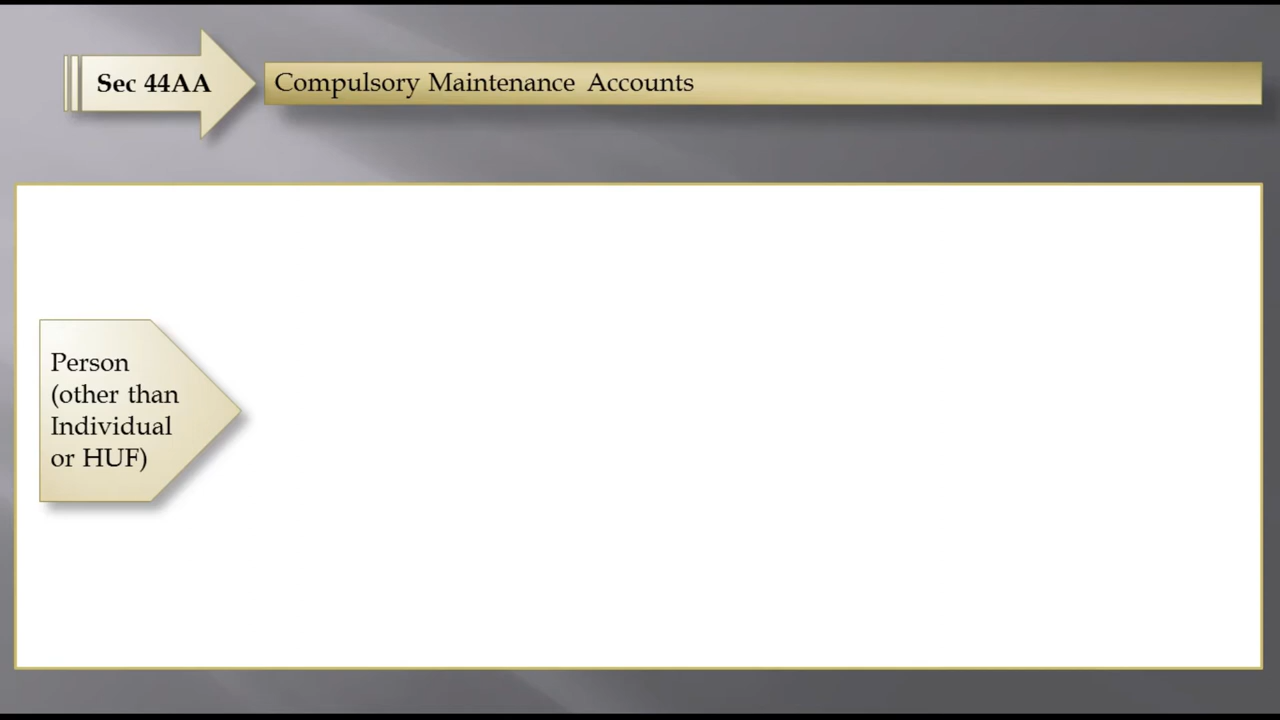 Sec 44AA
Compulsory Maintenance Accounts
Person
(other than
Individual
or HUF)